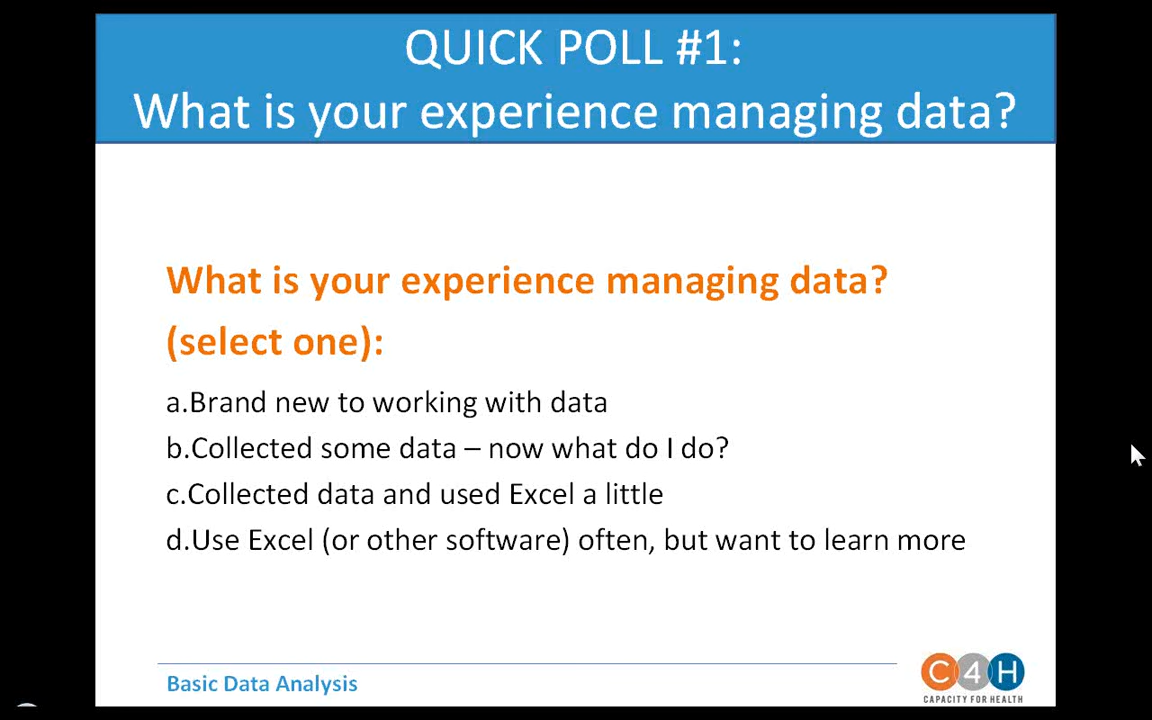 QUICK POLL #1:
What is your experience managing data?
What is your experience managing data?
(select one):
a.Brand new to working with data
b.Collected some data – now what do I do?
c.Collected data and used Excel a little
d.Use Excel (or other software) often, but want to learn more
Basic Data Analysis
C4H
CAPACITY FOR HEALTH